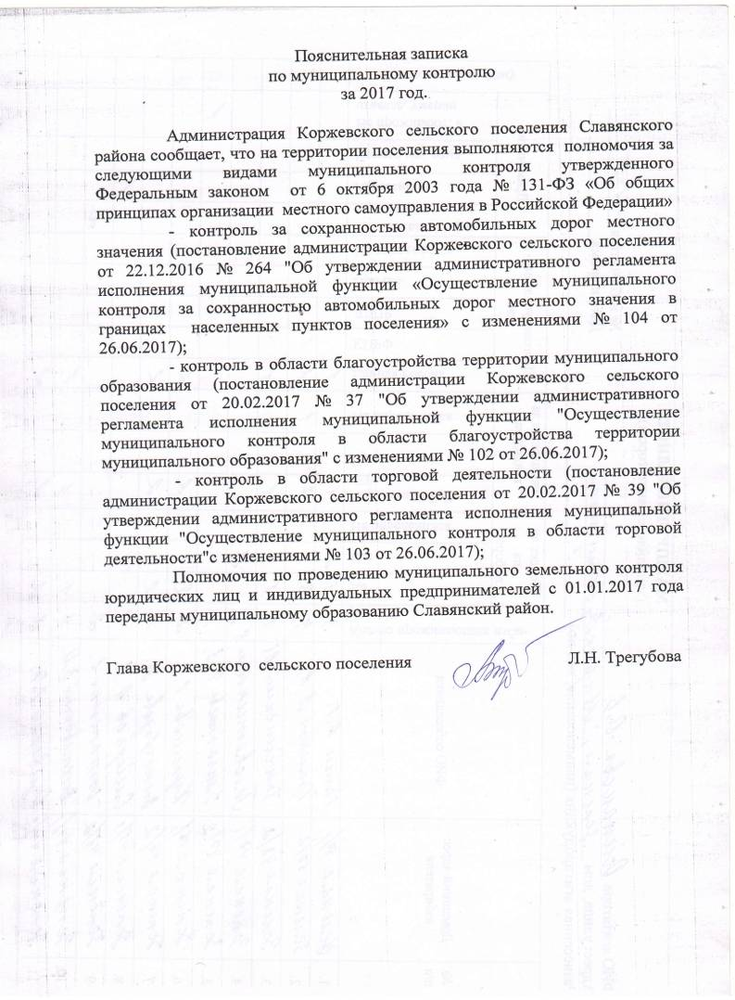 Пояснительная записка
по муниципальному контролю
за 2017 год.
Администрация Коржевского сельского поселения Славянского
района сообщает, что на территории поселения выполняются полномочия за
следующими видами муниципального контроля утвержденного
Федеральным законом от 6 октября 2003 года № 131-ФЗ «Об общих
принципах организации местного самоуправления в Российской Федерации»
- контроль за сохранностью автомобильных дорог местного
значения (постановление администрации Коржевского сельского поселения
от 22.12.2016 № 264 "Об утверждении административного регламента
исполнения муниципальной функции «Осуществление муниципального
контроля за сохранностью автомобильных дорог местного значения в
границах населенных пунктов поселения» с изменениями № 104 от
26.06.2017);
- контроль в области благоустройства территории муниципального
образования (постановление администрации Коржевского сельского
поселения от 20.02.2017 № 37 "Об утверждении административного
регламента исполнения муниципальной функции "Осуществление
муниципального контроля в области благоустройства территории
муниципального образования" с изменениями № 102 от 26.06.2017);
- контроль в области торговой деятельности (постановление
администрации Коржевского сельского поселения от 20.02.2017 № 39 "Об
утверждении административного регламента исполнения муниципальной
функции "Осуществление муниципального контроля в области торговой
деятельности"с изменениями № 103 от 26.06.2017);
Полномочия по проведению муниципального земельного контроля
юридических лиц и индивидуальных предпринимателей с 01.01.2017 года
переданы муниципальному образованию Славянский район.
Глава Коржевского сельского поселения Л.Н. Трегубова